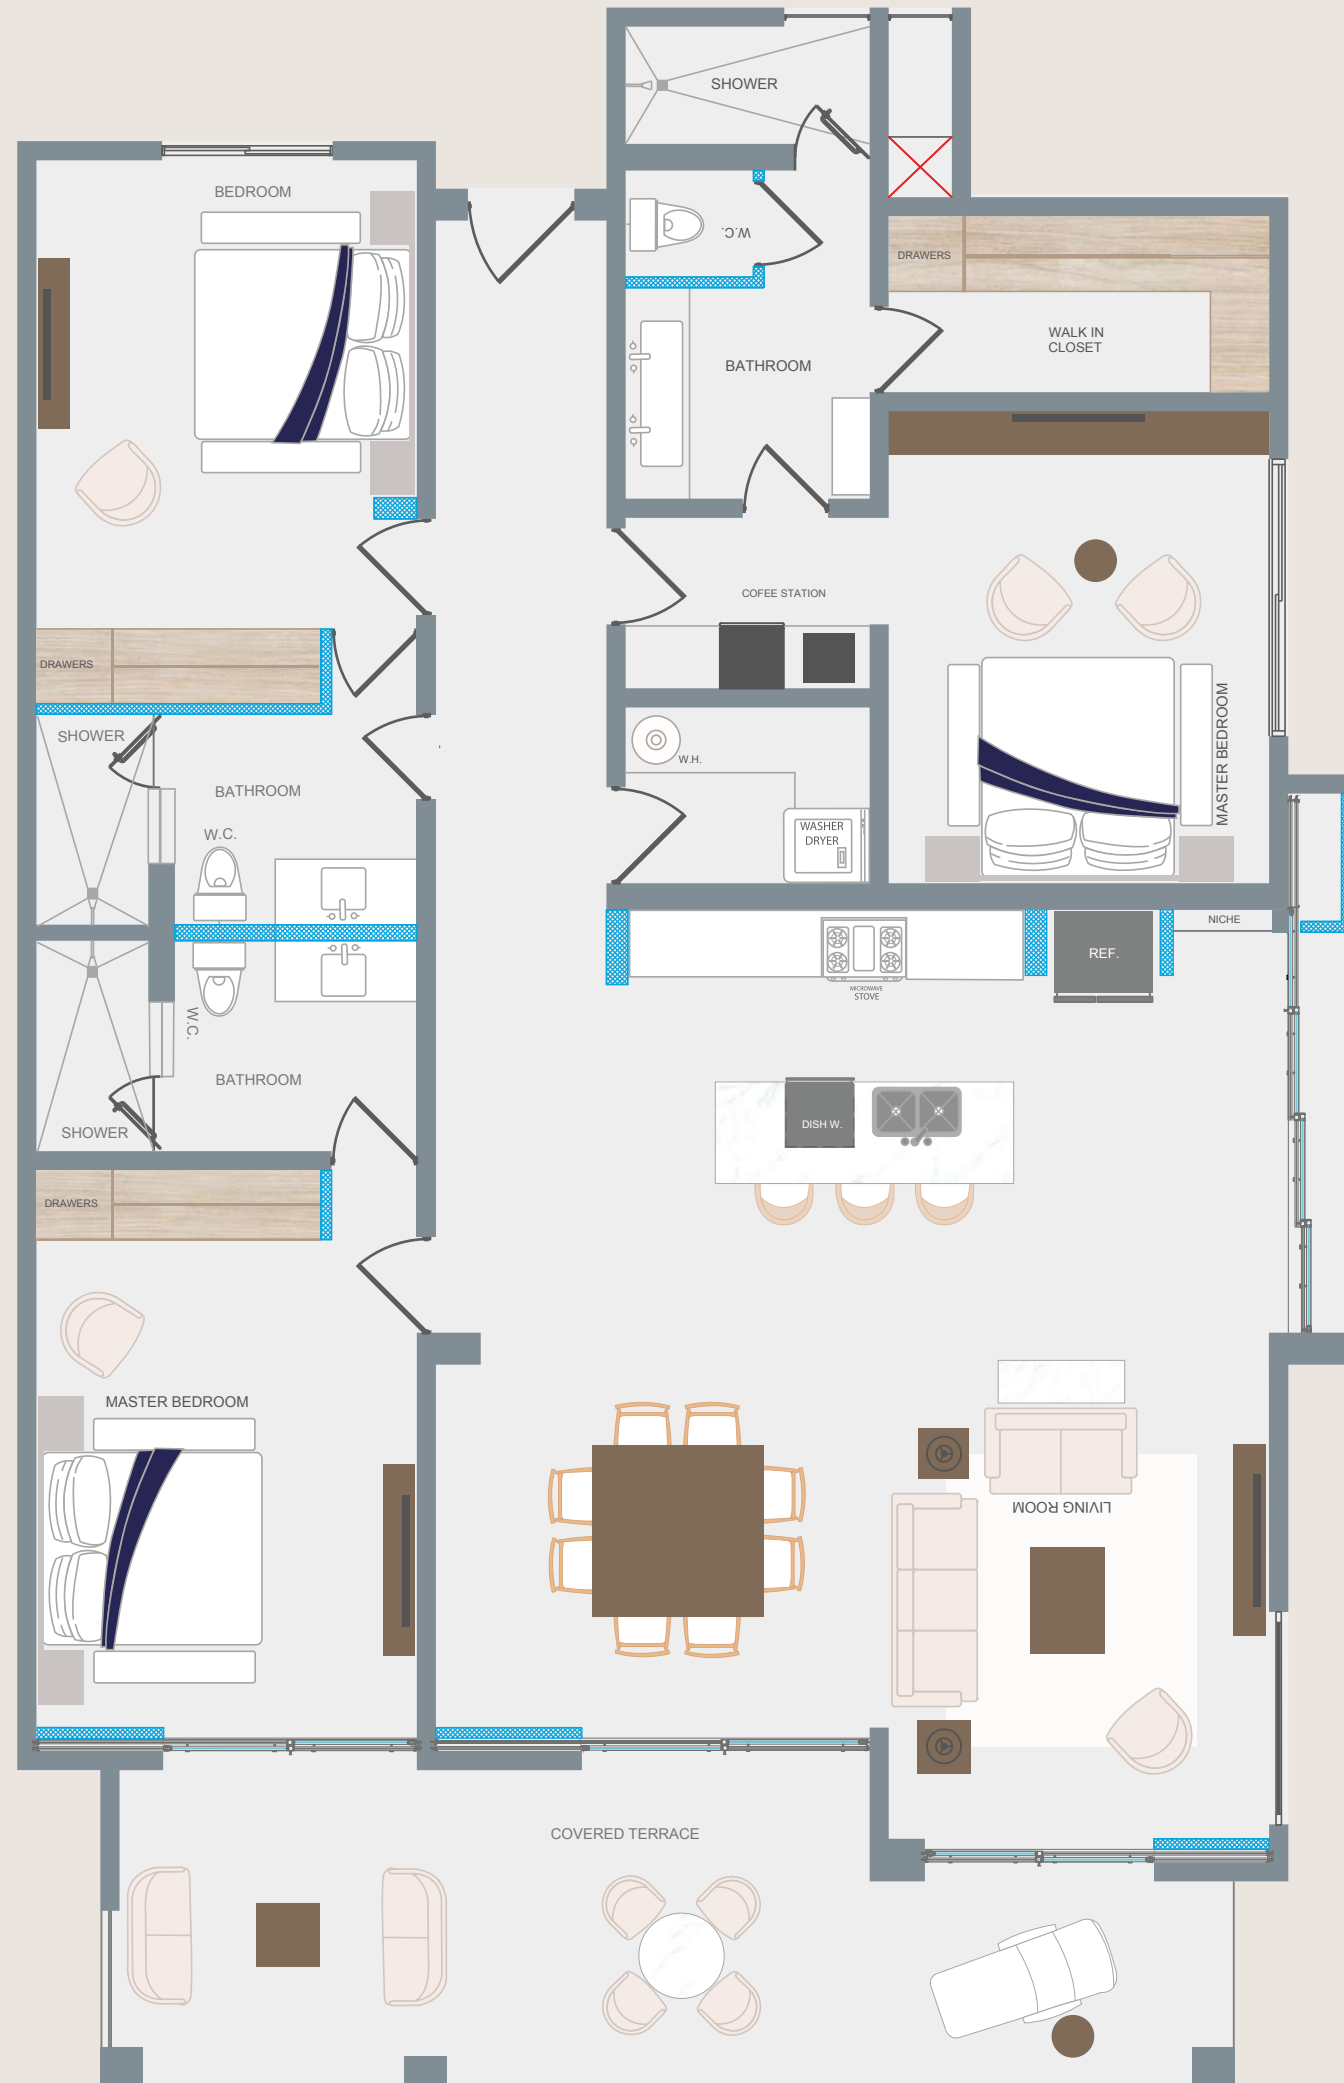 SHOWER
BEDROOM
W.C.
DRAWERS
WALK IN
CLOSET
BATHROOM
COFEE STATION
DRAWERS
SHOWER
MASTER BEDROOM
W.H.
BATHROOM
WASHER
DRYER
W.C.
NICHE
REF.
MICROWAVE
STOVE
W.C.
BATHROOM
DISH W.
SHOWER
DRAWERS
MASTER BEDROOM
LIVING ROOM
COVERED TERRACE